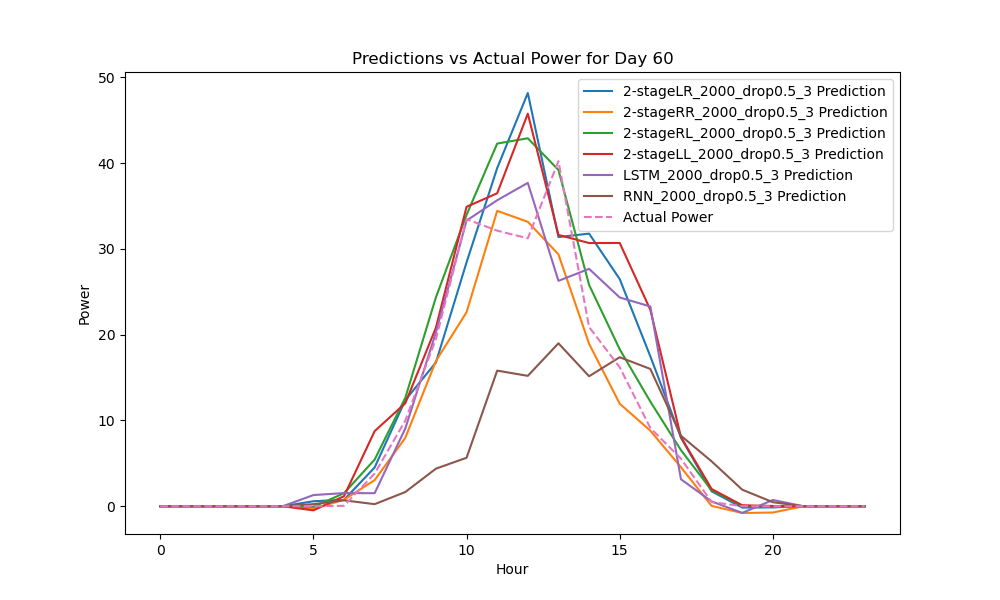 Predictions vs Actual Power for Day 60
50
40
30
20
10
0
Power
0 5 10 15 20
Hour
2-stageLR_2000_drop0.5_3 Prediction
2-stageRR_2000_drop0.5_3 Prediction
2-stageRL_2000_drop0.5_3 Prediction
2-stageLL_2000_drop0.5_3 Prediction
LSTM_2000_drop0.5_3 Prediction
RNN_2000_drop0.5_3 Prediction
Actual Power